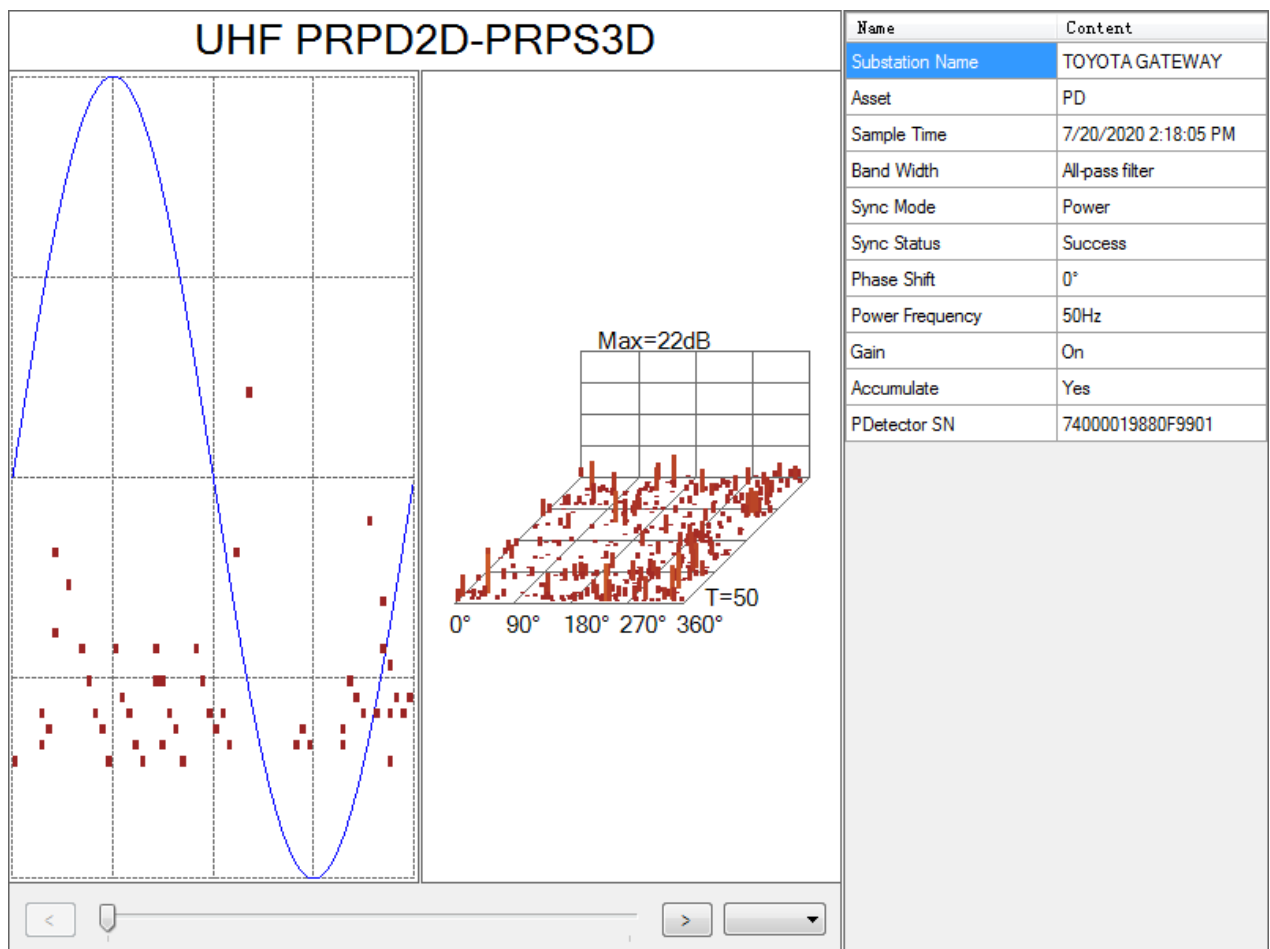 UHF PRPD2D-PRPS3D
Max=22dB
T=50
0° 90° 180° 270° 360°
<
>
Name Content
Substation Name TOYOTA GATEWAY
Asset PD
Sample Time 7/20/2020 2:18:05 PM
Band Width All-pass filter
Sync Mode Power
Sync Status Success
Phase Shift 0°
Power Frequency 50Hz
Gain On
Accumulate Yes
PDetector SN 74000019880F9901